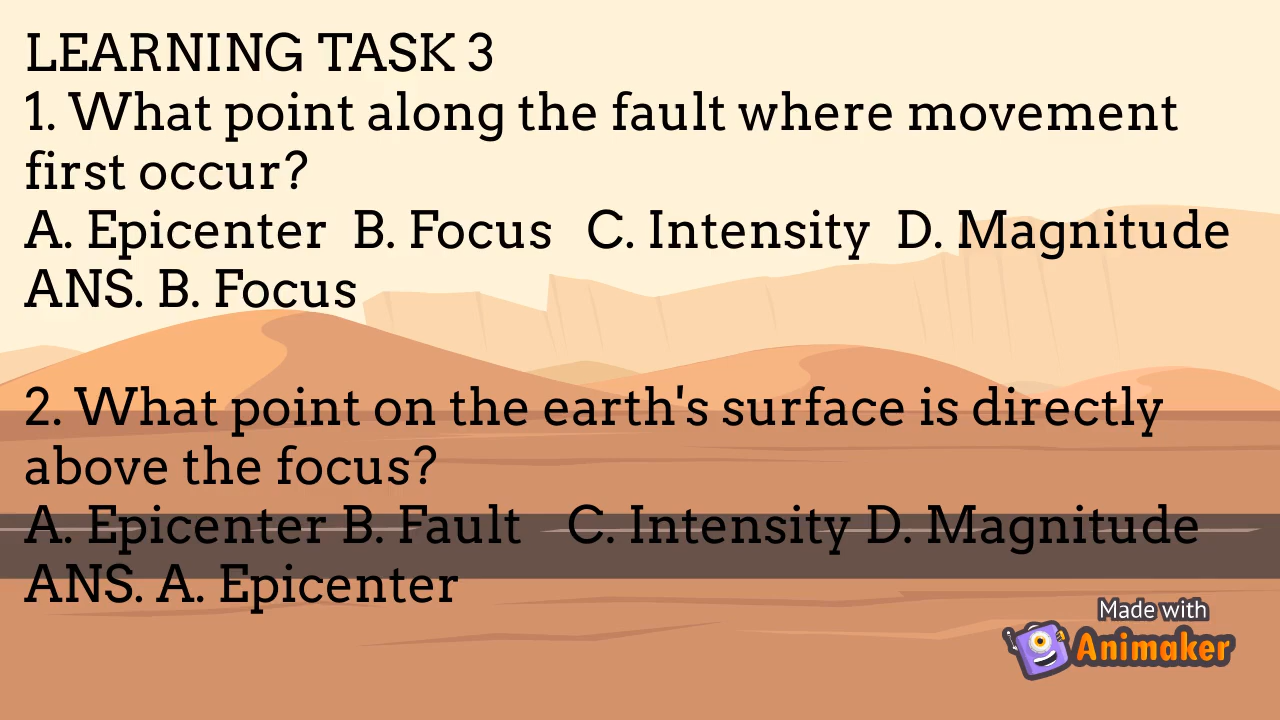 LEARNING TASK 3
1. What point along the fault where movement
first occur?
A. Epicenter B. Focus C. Intensity D. Magnitude
ANS. B. Focus
2. What point on the earth's surface is directly
above the focus?
A. Epicenter B. Fault C. Intensity D. Magnitude
ANS. A. Epicenter
Made with
Animaker